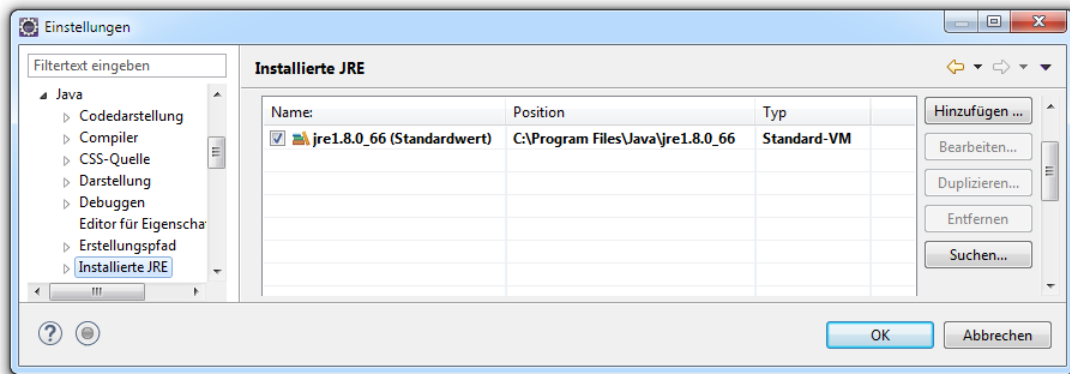 Einstellungen
Filtertext eingeben
Java
Codedarstellung
Compiler
CSS-Quelle
Darstellung
Debuggen
Editor für Eigenscha
Erstellungspfad
Installierte JRE
Installierte JRE
Name: Position Typ
jre1.8.0_66 (Standardwert) C:\Program Files\Java\jre1.8.0_66 Standard-VM
Hinzufügen ...
Bearbeiten...
Duplizieren...
Entfernen
Suchen...
OK Abbrechen